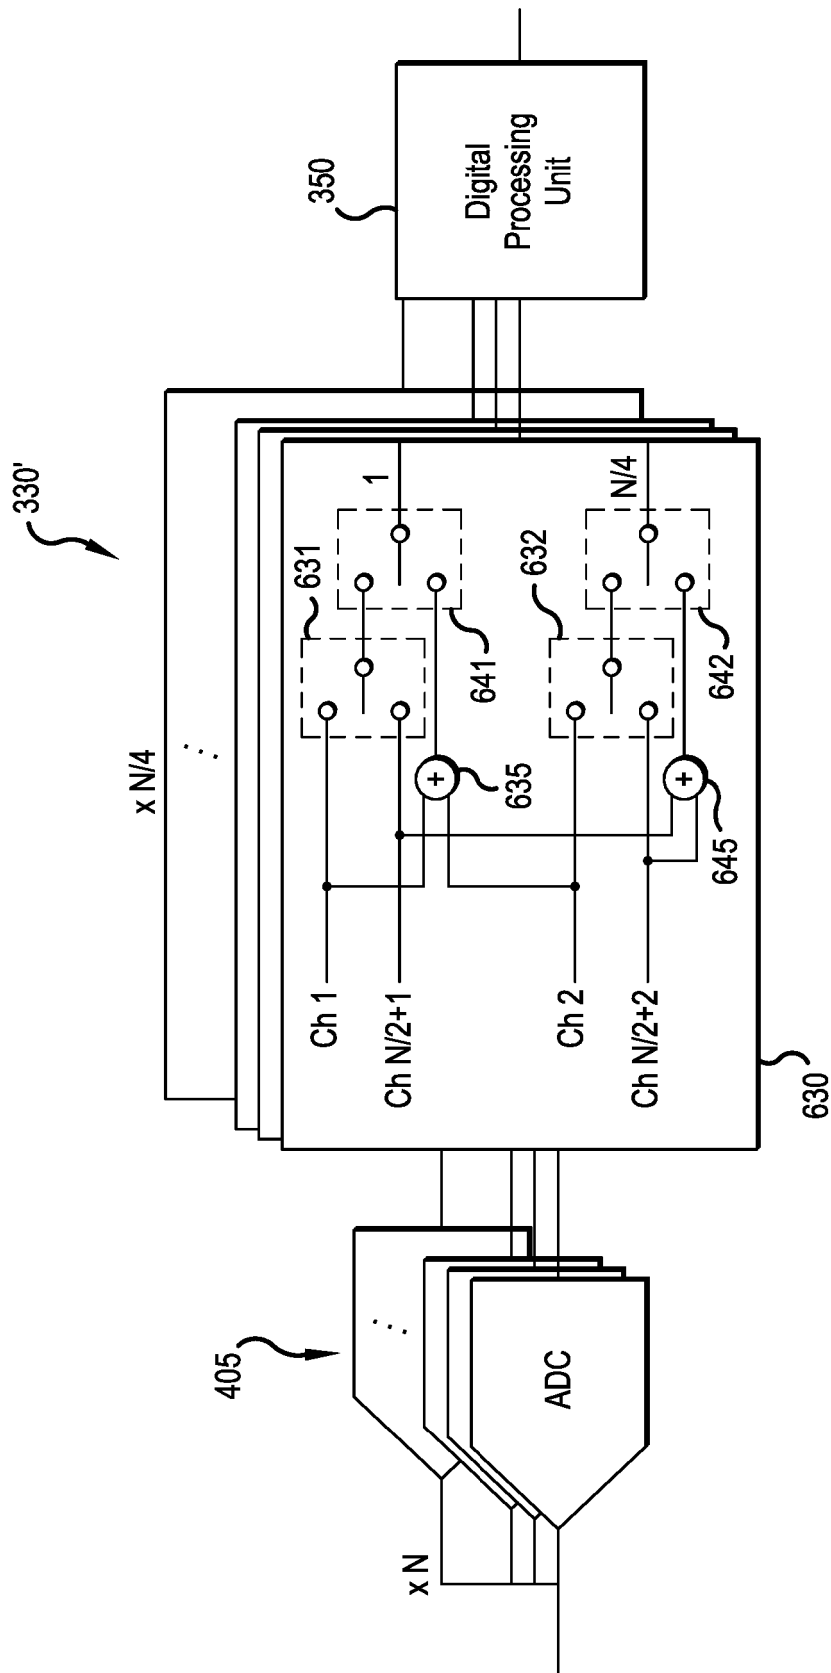 330'
x N
405
ADC
x N/4
631
1
Ch 1
Ch N/2+1
635
641
632
N/4
Ch 2
Ch N/2+2
645
642
630
350
Digital
Processing
Unit